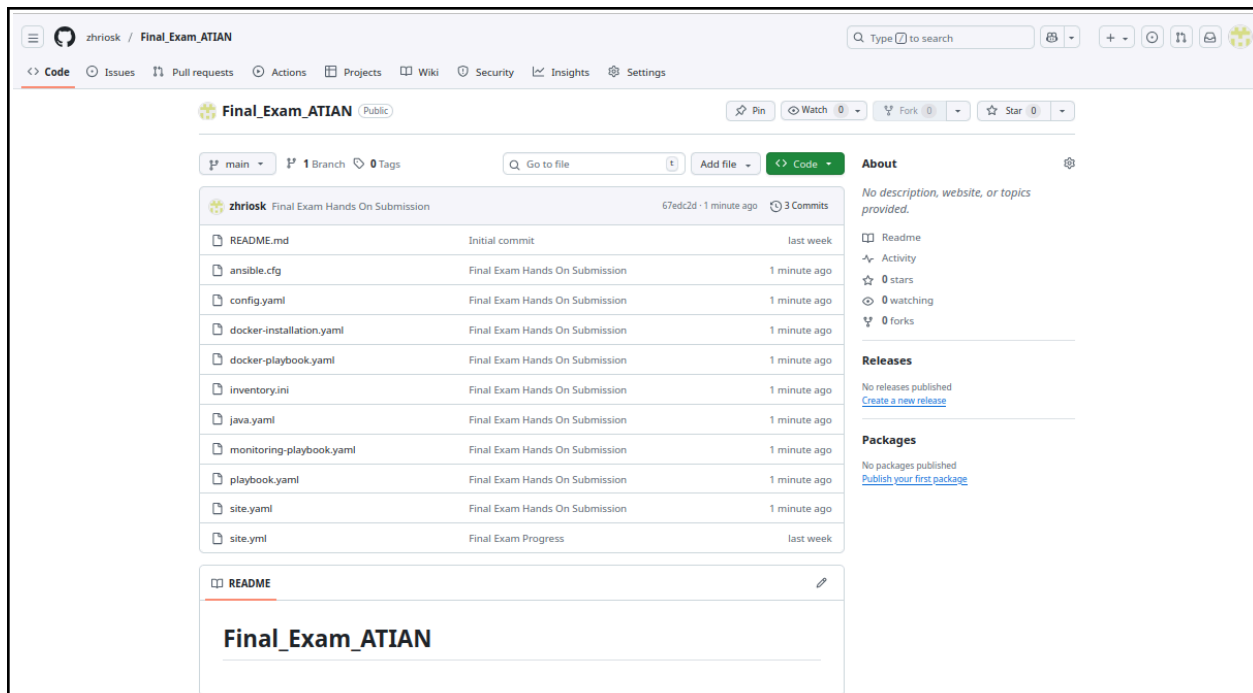 zhriosk / Final_Exam_ATIAN
Type / to search
Code Issues Pull requests Actions Projects Wiki Security Insights Settings
Final_Exam_ATIAN Public
Pin Watch 0 Fork 0 Star 0
main 1 Branch 0 Tags
Go to file t
Add file Code
zhriosk Final Exam Hands On Submission 67edc2d · 1 minute ago 3 Commits
README.md Initial commit last week
ansible.cfg Final Exam Hands On Submission 1 minute ago
config.yaml Final Exam Hands On Submission 1 minute ago
docker-installation.yaml Final Exam Hands On Submission 1 minute ago
docker-playbook.yaml Final Exam Hands On Submission 1 minute ago
inventory.ini Final Exam Hands On Submission 1 minute ago
java.yaml Final Exam Hands On Submission 1 minute ago
monitoring-playbook.yaml Final Exam Hands On Submission 1 minute ago
playbook.yaml Final Exam Hands On Submission 1 minute ago
site.yaml Final Exam Hands On Submission 1 minute ago
site.yml Final Exam Progress last week
README
Final_Exam_ATIAN
About
No description, website, or topics
provided.
Readme
Activity
0 stars
0 watching
0 forks
Releases
No releases published
Create a new release
Packages
No packages published
Publish your first package